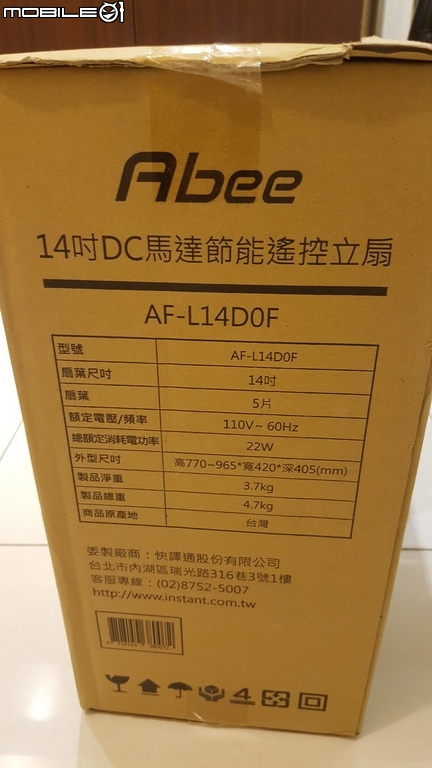 MOBILE01
Abee
14吋DC馬達節能遙控立扇
AF-L14D0F
型號 AF-L14D0F
扇葉尺吋 14吋
扇葉 5片
額定電壓/頻率 110V~ 60Hz
總額定消耗電功率 22W
外型尺吋 高770~965*寬420*深405(mm)
製品淨重 3.7kg
製品總重 4.7kg
商品原產地 台灣
委製廠商：快譯通股份有限公司
台北市內湖區瑞光路316巷3號1樓
客服專線：(02)8752-5007
http://www.instant.com.tw
4